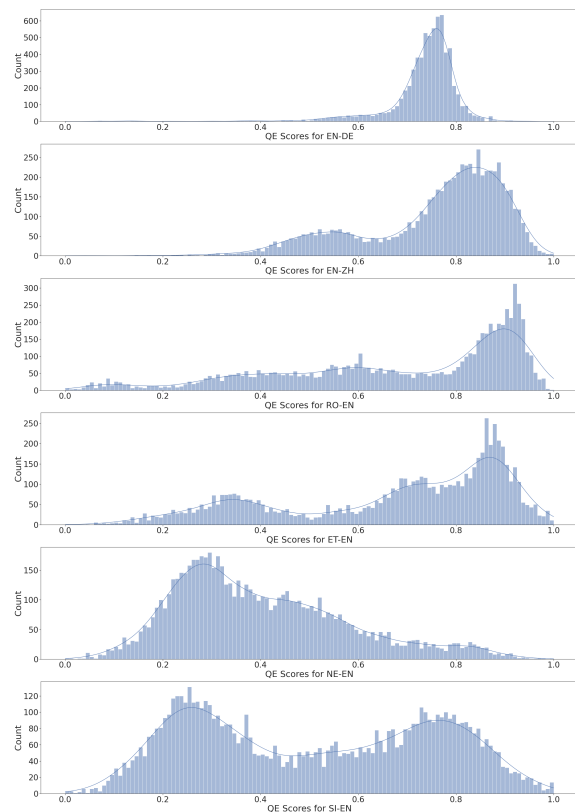 Count
600
500
400
300
200
100
0
0.0 0.2 0.4 0.6 0.8 1.0
QE Scores for EN-DE
Count
250
200
150
100
50
0
0.0 0.2 0.4 0.6 0.8 1.0
QE Scores for EN-ZH
Count
300
250
200
150
100
50
0
0.0 0.2 0.4 0.6 0.8 1.0
QE Scores for RO-EN
Count
250
200
150
100
50
0
0.0 0.2 0.4 0.6 0.8 1.0
QE Scores for ET-EN
Count
150
100
50
0
0.0 0.2 0.4 0.6 0.8 1.0
QE Scores for NE-EN
Count
120
100
80
60
40
20
0
0.0 0.2 0.4 0.6 0.8 1.0
QE Scores for SI-EN